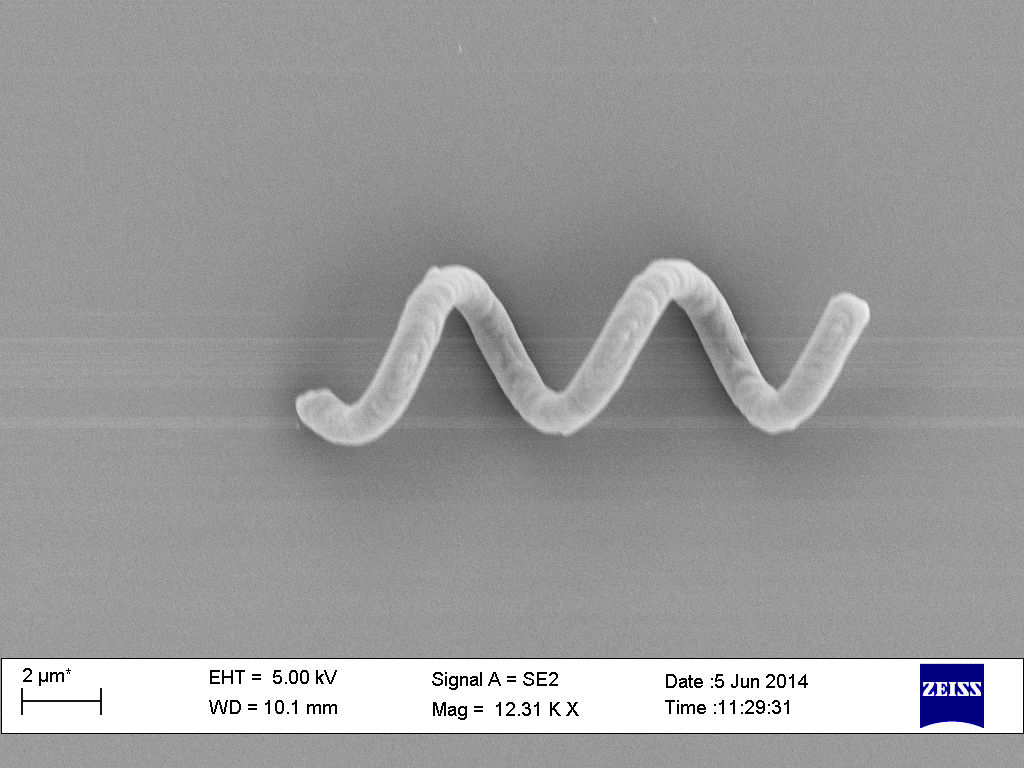 2 µm*
EHT = 5.00 kV
WD = 10.1 mm
Signal A = SE2
Mag = 12.31 K X
Date :5 Jun 2014
Time :11:29:31
ZEISS